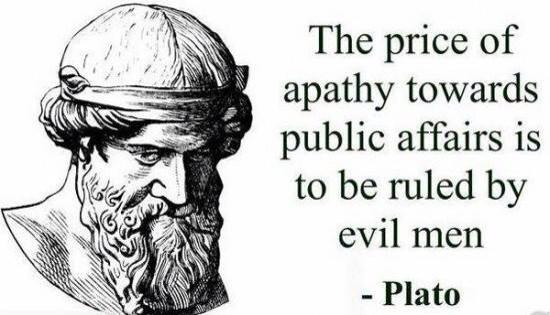 The price of
apathy towards
public affairs is
to be ruled by
evil men
- Plato